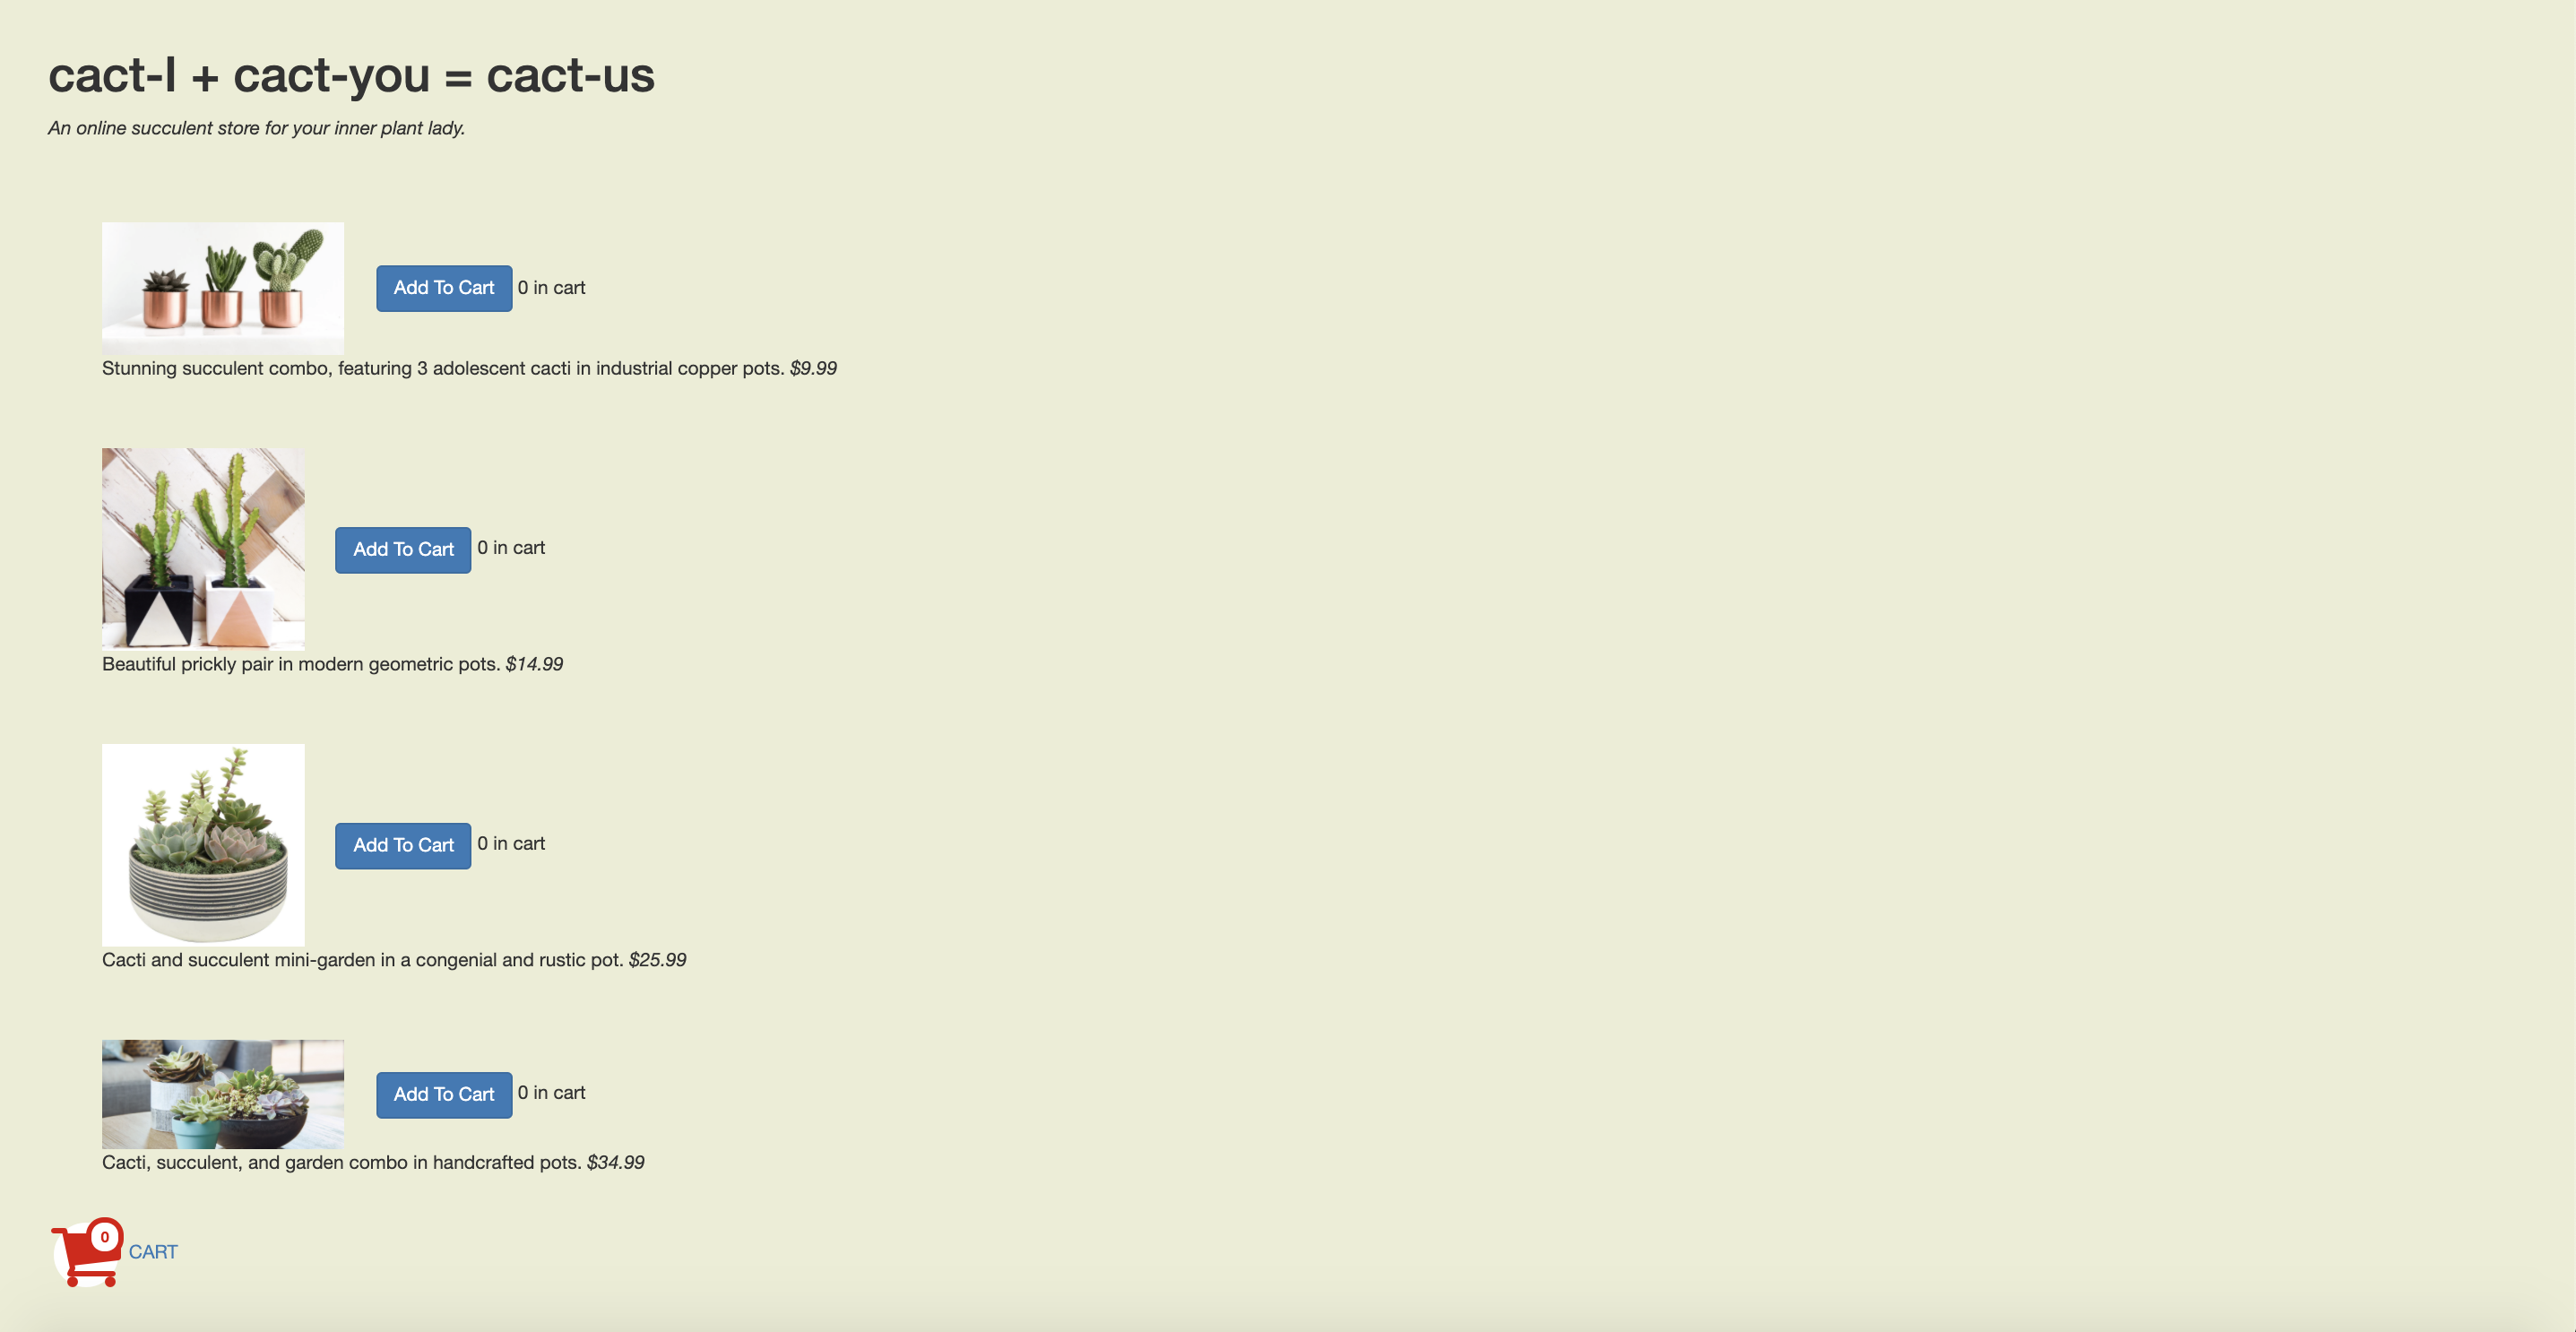 cact-I + cact-you = cact-us
An online succulent store for your inner plant lady.
Add To Cart 0 in cart
Stunning succulent combo, featuring 3 adolescent cacti in industrial copper pots. $9.99
Add To Cart 0 in cart
Beautiful prickly pair in modern geometric pots. $14.99
Add To Cart 0 in cart
Cacti and succulent mini-garden in a congenial and rustic pot. $25.99
Add To Cart 0 in cart
Cacti, succulent, and garden combo in handcrafted pots. $34.99
0 CART